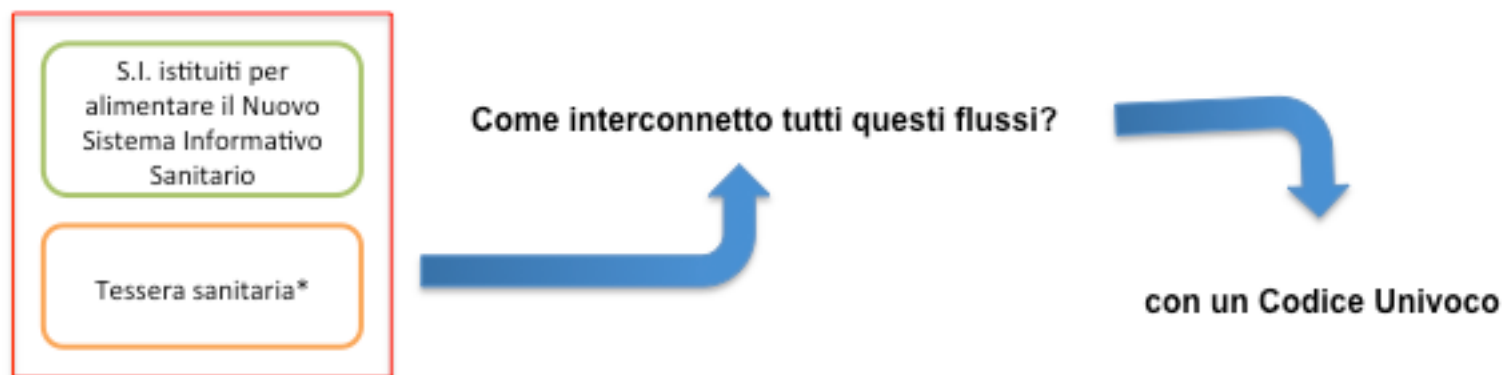 S.I. istituiti per
alimentare il Nuovo
Sistema Informativo
Sanitario
Tessera sanitaria*
Come interconnetto tutti questi flussi?
con un Codice Univoco